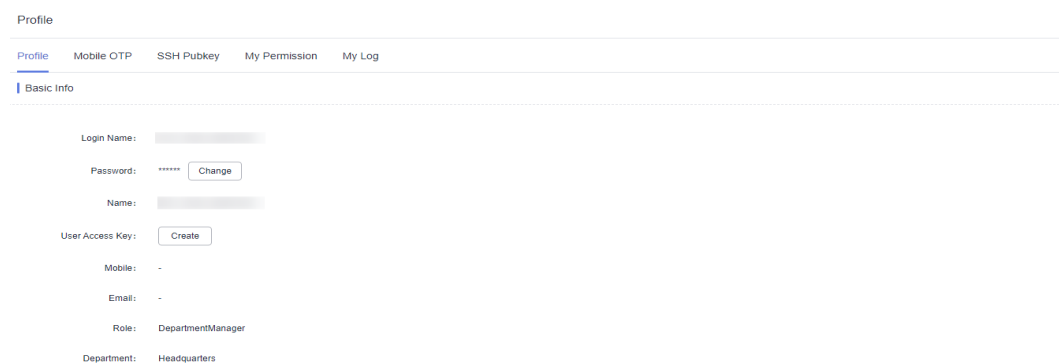 Profile
Profile Mobile OTP SSH Pubkey My Permission My Log
Basic Info
Login Name:
Password: ****** Change
Name:
User Access Key: Create
Mobile: -
Email: -
Role: DepartmentManager
Department: Headquarters